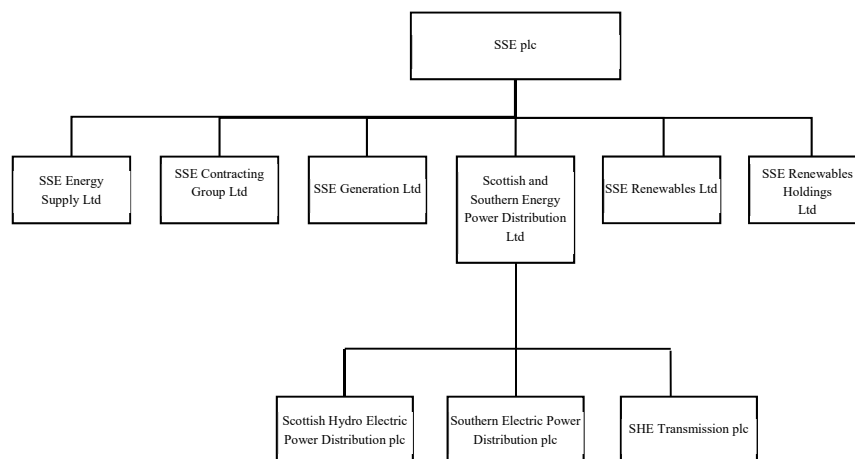 SSE plc
SSE Energy
Supply Ltd
SSE Contracting
Group Ltd
SSE Generation Ltd
Scottish and
Southern Energy
Power Distribution
Ltd
SSE Renewables Ltd
SSE Renewables
Holdings
Ltd
Scottish Hydro Electric
Power Distribution plc
Southern Electric Power
Distribution plc
SHE Transmission plc